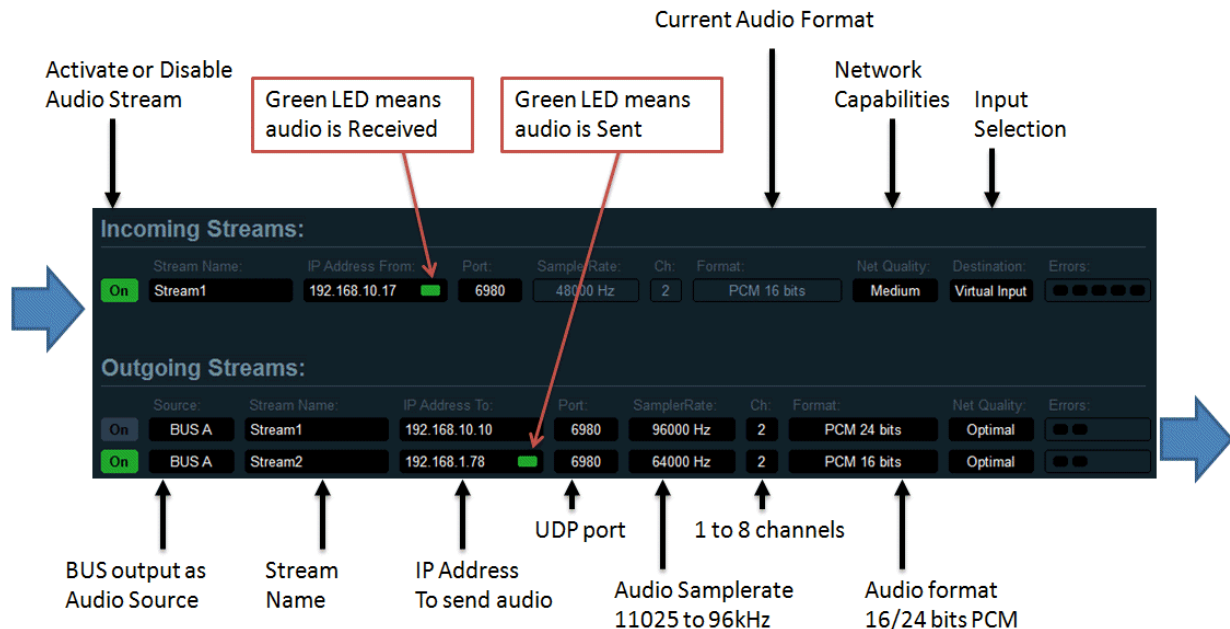 Current Audio Format
Activate or Disable
Audio Stream
Green LED means
audio is Received
Green LED means
audio is Sent
Network
Capabilities
Input
Selection
Incoming Streams:
Stream Name: IP Address From: Port: SampleRate: Ch: Format: Net Quality: Destination: Errors:
On Stream1 192.168.10.17 6980 48000 Hz 2 PCM 16 bits Medium Virtual Input
Outgoing Streams:
Source: Stream Name: IP Address To: Port: SamplerRate: Ch: Format: Net Quality: Errors:
On BUS A Stream1 192.168.10.10 6980 96000 Hz 2 PCM 24 bits Optimal
On BUS A Stream2 192.168.1.78 6980 64000 Hz 2 PCM 16 bits Optimal
UDP port
1 to 8 channels
BUS output as
Audio Source
Stream
Name
IP Address
To send audio
Audio Samplerate
11025 to 96kHz
Audio format
16/24 bits PCM